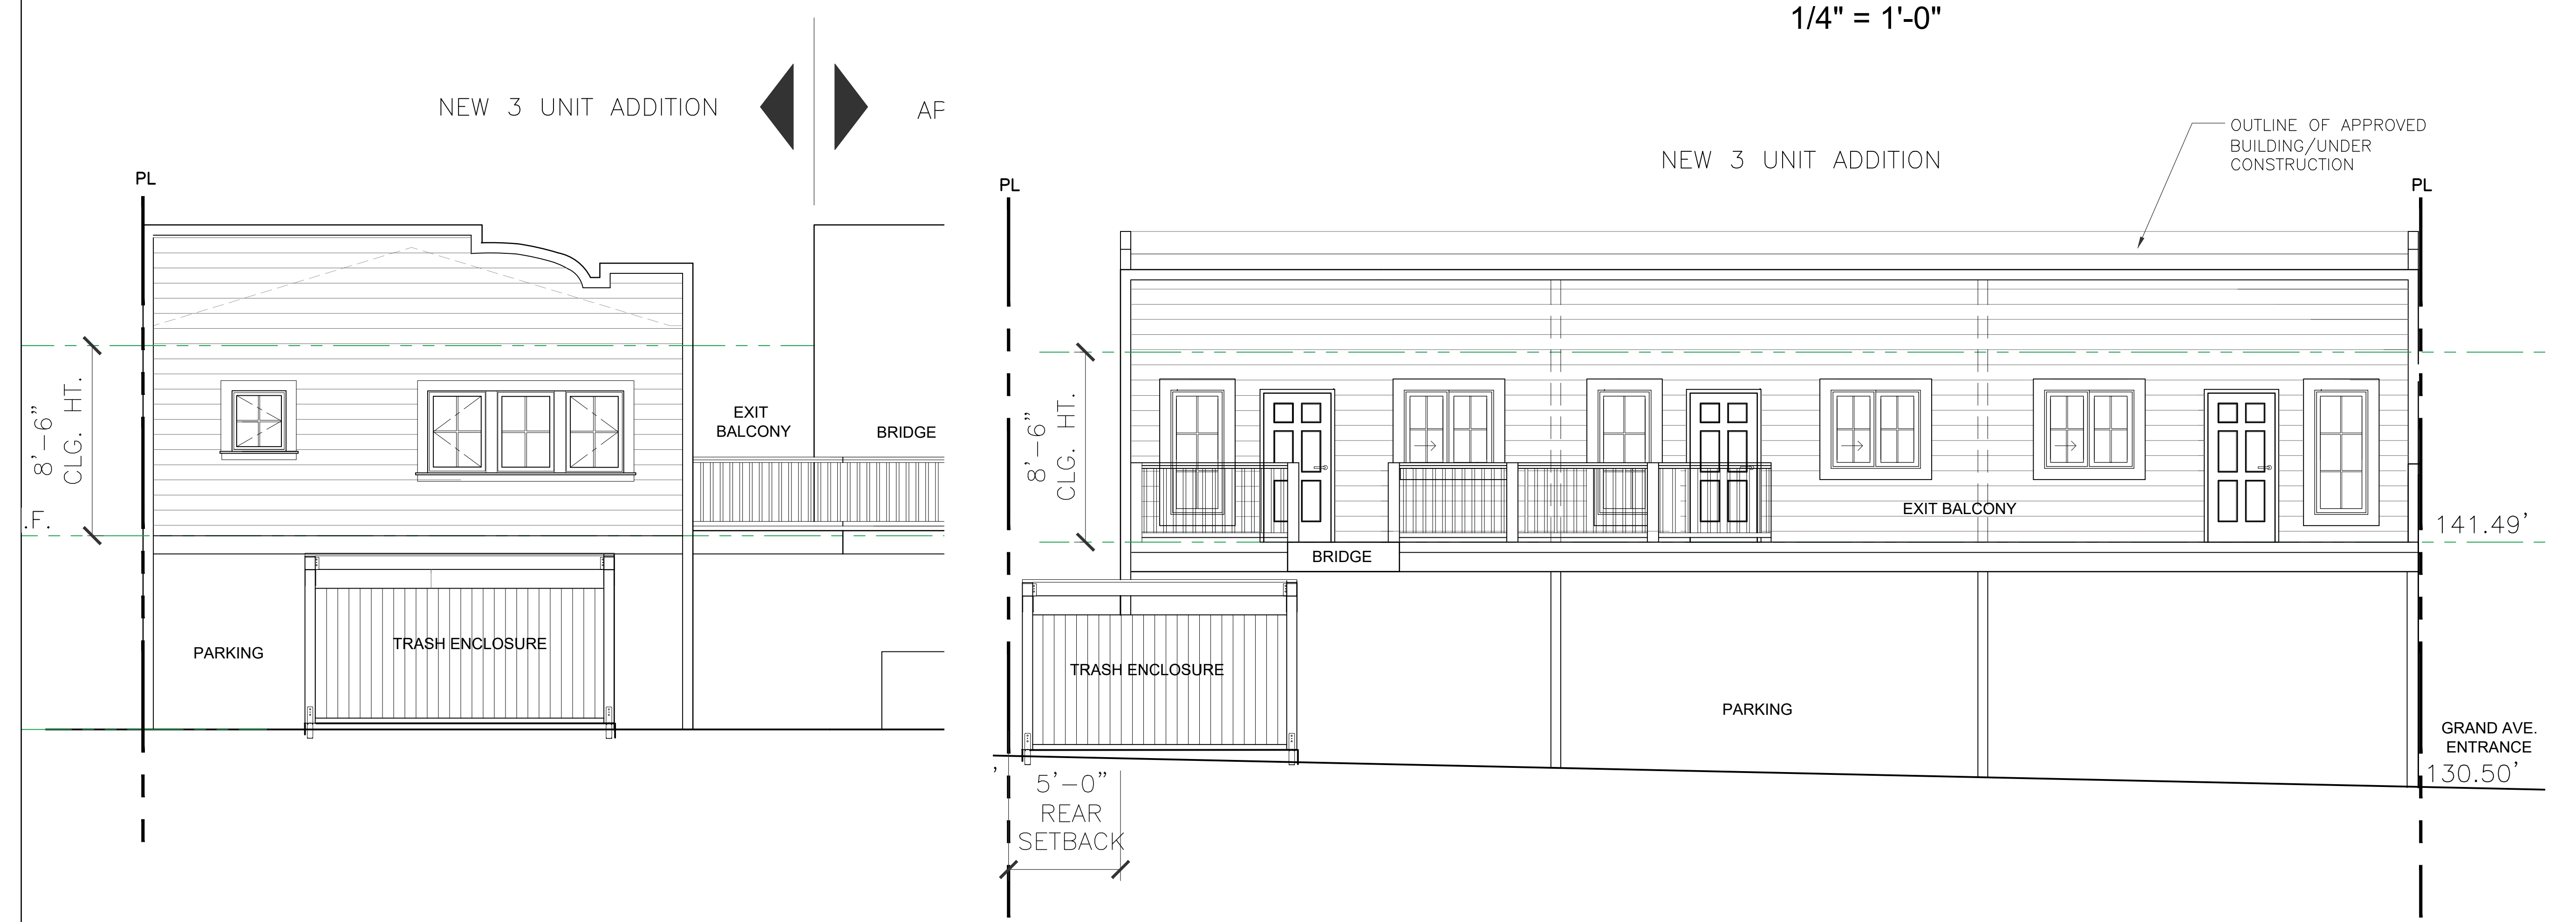 1/4" = 1'-0"
NEW 3 UNIT ADDITION
AP
PL
8'-6"
CLG. HT.
.F.
EXIT
BALCONY
BRIDGE
PARKING
TRASH ENCLOSURE
NEW 3 UNIT ADDITION
OUTLINE OF APPROVED
BUILDING/UNDER
CONSTRUCTION
PL
PL
8'-6"
CLG. HT.
EXIT BALCONY
141.49'
BRIDGE
TRASH ENCLOSURE
PARKING
GRAND AVE.
ENTRANCE
130.50'
'
5'-0"
REAR
SETBACK